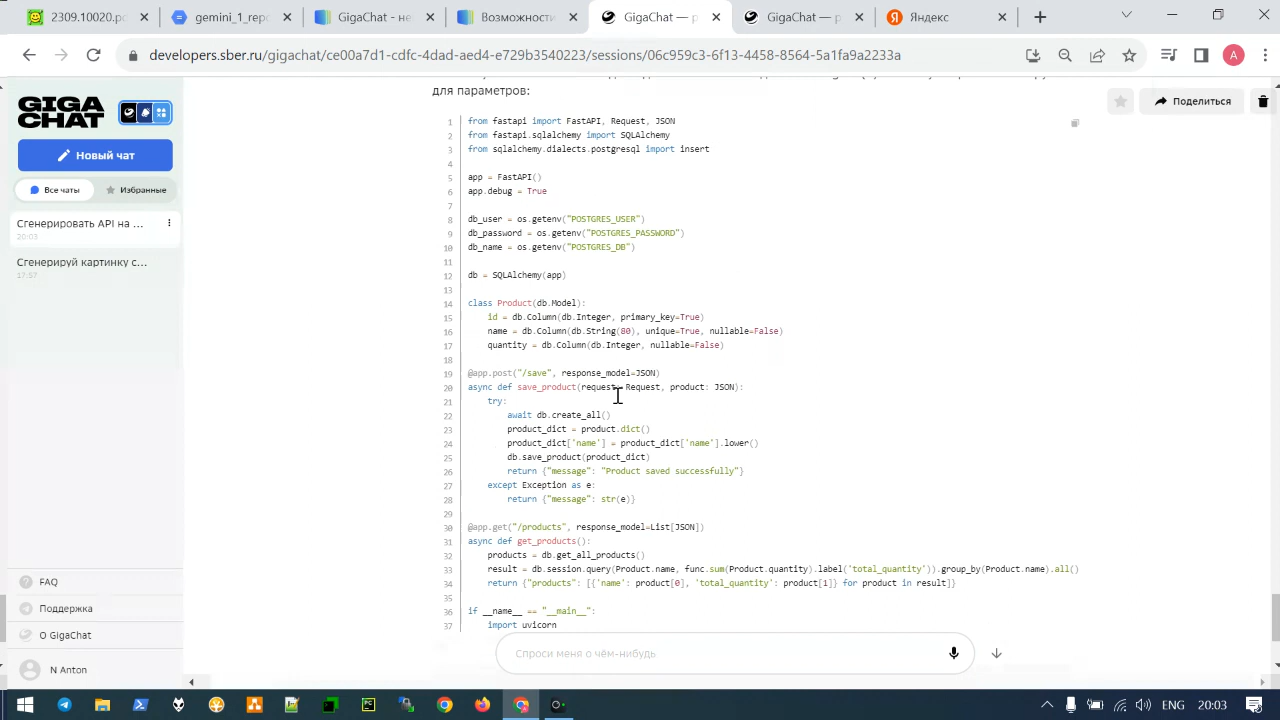 2309.10020.pc
gemini_1_repo
GigaChat - не
Возможности
GigaChat — р
GigaChat — р
Яндекс
developers.sber.ru/gigachat/ce00a7d1-cdfc-4dad-aed4-e729b3540223/sessions/06c959c3-6f13-4458-8564-5a1fa9a2233a
A
GIGA
CHAT
Новый чат
Все чаты
Избранные
Сгенерировать API на ...
20:03
Сгенерируй картинку с...
17:57
FAQ
Поддержка
О GigaChat
N Anton
для параметров:
Поделиться
1 from fastapi import FastAPI, Request, JSON
2 from fastapi.sqlalchemy import SQLAlchemy
3 from sqlalchemy.dialects.postgresql import insert
4
5 app = FastAPI()
6 app.debug = True
7
8 db_user = os.getenv("POSTGRES_USER")
9 db_password = os.getenv("POSTGRES_PASSWORD")
10 db_name = os.getenv("POSTGRES_DB")
11
12 db = SQLAlchemy(app)
13
14 class Product(db.Model):
15     id = db.Column(db.Integer, primary_key=True)
16     name = db.Column(db.String(80), unique=True, nullable=False)
17     quantity = db.Column(db.Integer, nullable=False)
18
19 @app.post("/save", response_model=JSON)
20 async def save_product(request: Request, product: JSON):
21     try:
22         await db.create_all()
23         product_dict = product.dict()
24         product_dict['name'] = product_dict['name'].lower()
25         db.save_product(product_dict)
26         return {"message": "Product saved successfully"}
27     except Exception as e:
28         return {"message": str(e)}
29
30 @app.get("/products", response_model=List[JSON])
31 async def get_products():
32     products = db.get_all_products()
33     result = db.session.query(Product.name, func.sum(Product.quantity).label('total_quantity')).group_by(Product.name).all()
34     return {"products": [{'name': product[0], 'total_quantity': product[1]} for product in result]}
35
36 if __name__ == "__main__":
37     import uvicorn
Спроси меня о чём-нибудь
ENG
20:03